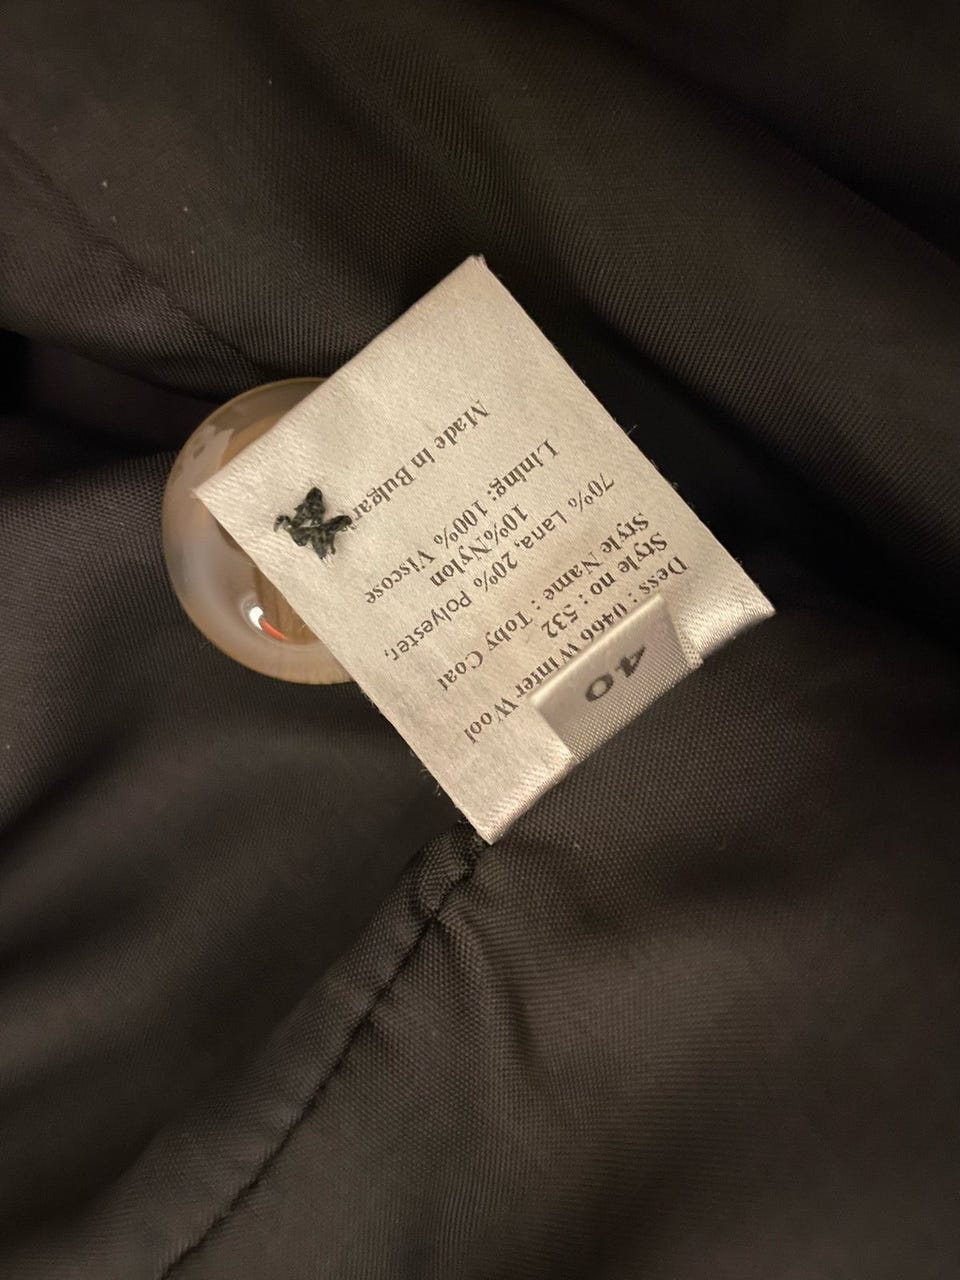 40
Dess : 0466 Winter Wool
Style no : 532
Style Name : Toby Coat
70% Lana, 20% Polyester,
10%Nylon
Lining: 100% Viscose
Made in Bulgar